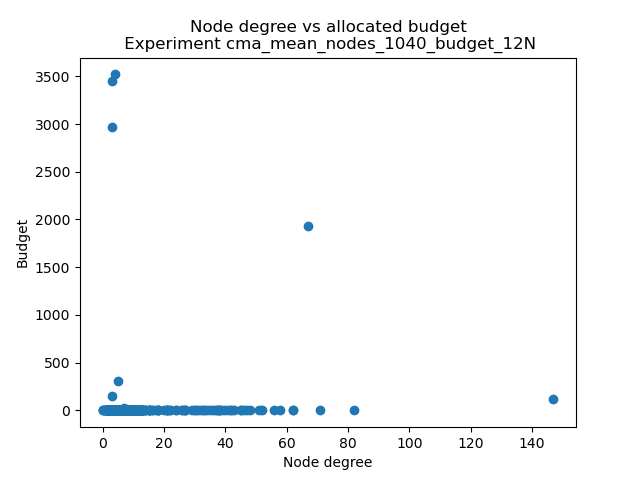 Node degree vs allocated budget
Experiment cma_mean_nodes_1040_budget_12N
3500
3000
2500
2000
1500
1000
500
0
Budget
0 20 40 60 80 100 120 140
Node degree